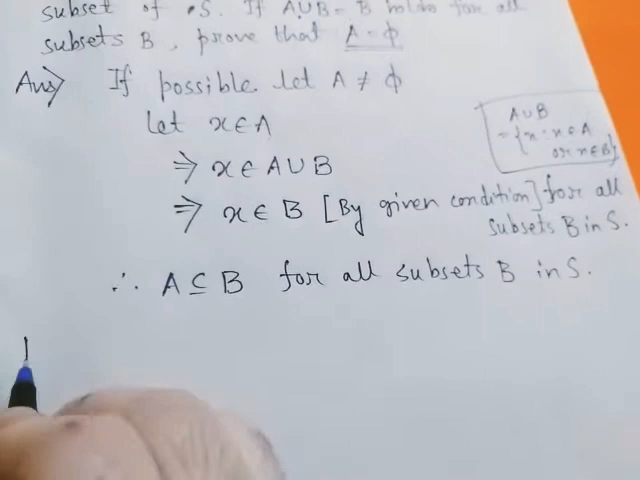 subset of S. If A∪B = B holds for all
subsets B, prove that A = ϕ
Ans> If possible let A ≠ ϕ
Let x∈A
⇒ x∈A∪B
⇒ x∈B [By given condition] for all
subsets B in S.
∴ A⊆B for all subsets B in S.
A∪B
= {x : x∈A
or x∈B}